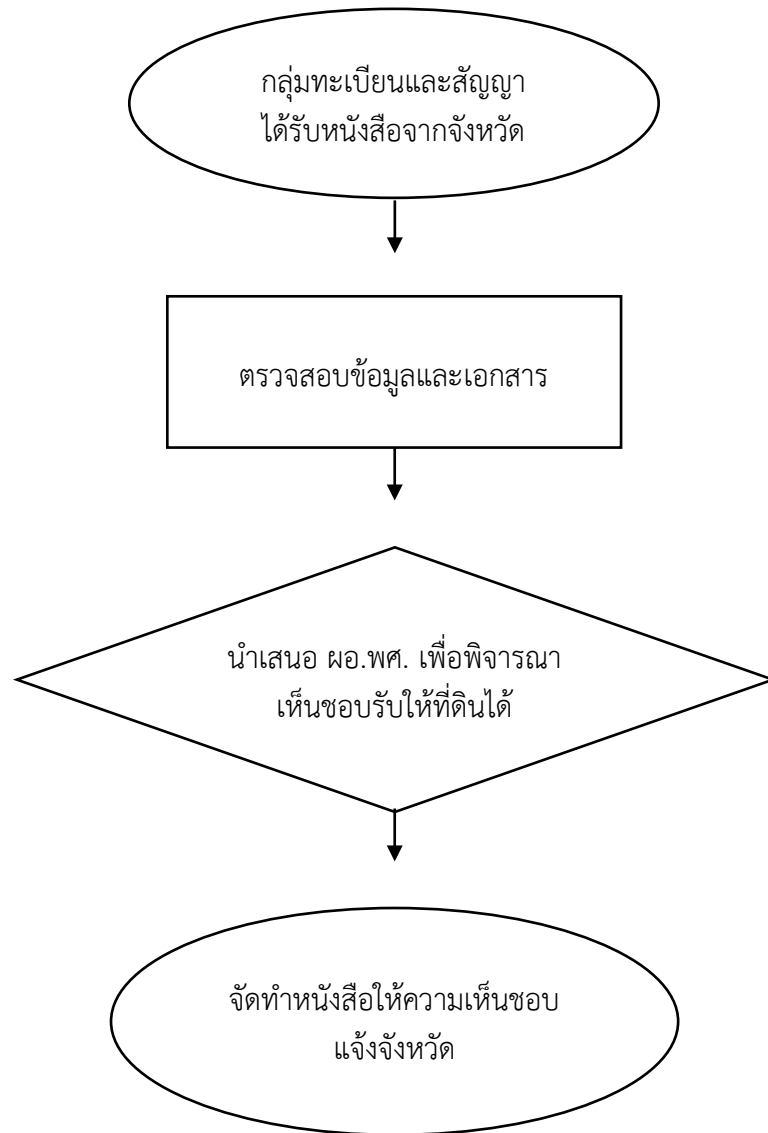 กลุ่มทะเบียนและสัญญา
ได้รับหนังสือจากจังหวัด
ตรวจสอบข้อมูลและเอกสาร
นำเสนอ ผอ.พศ. เพื่อพิจารณา
เห็นชอบรับให้ที่ดินได้
จัดทำหนังสือให้ความเห็นชอบ
แจ้งจังหวัด